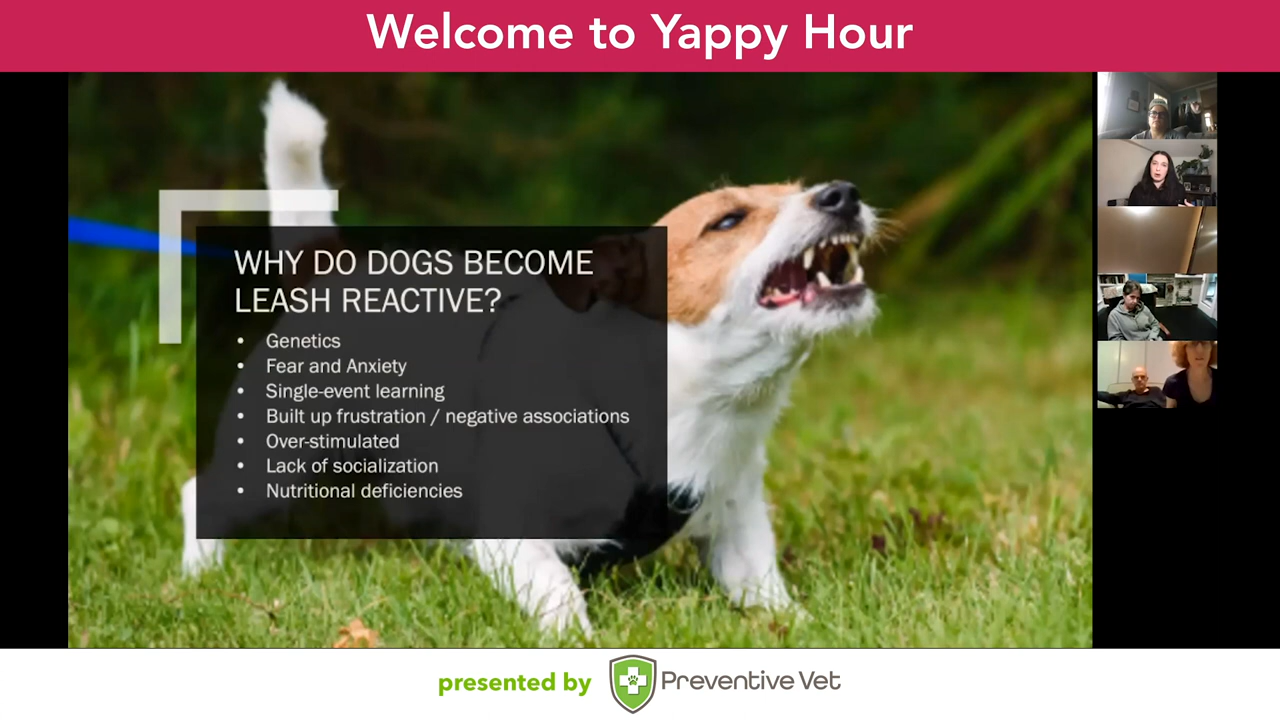 Welcome to Yappy Hour
WHY DO DOGS BECOME
LEASH REACTIVE?
• Genetics
• Fear and Anxiety
• Single-event learning
• Built up frustration / negative associations
• Over-stimulated
• Lack of socialization
• Nutritional deficiencies
presented by Preventive Vet